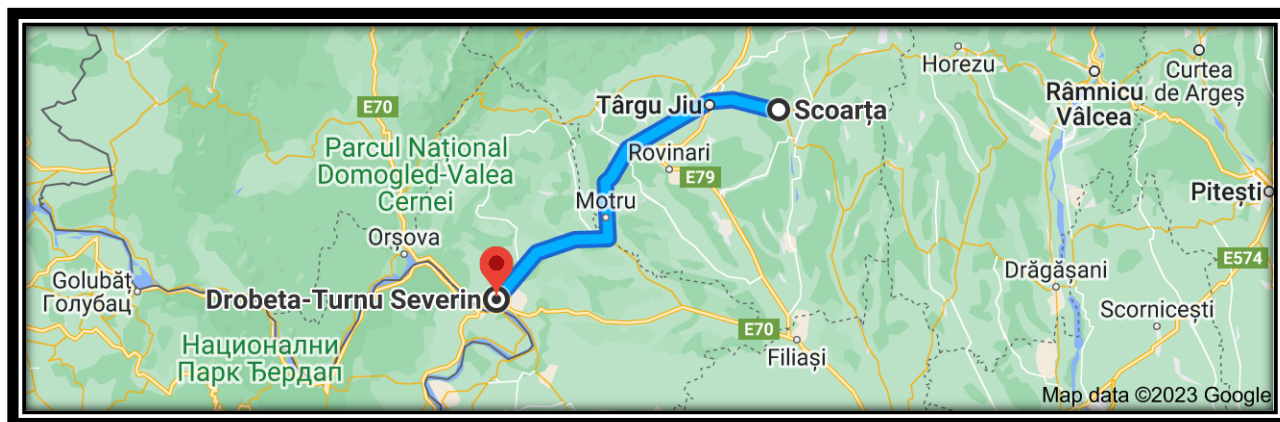 Horezu
Curtea
de Argeș
E70
Râmnicu
Vâlcea
Târgu Jiu
Scoarța
Parcul Național
Domogled-Valea
Cernei
Rovinari
E79
Motru
Pitești
Orșova
E574
Golubăț
Голубац
Drăgășani
Drobeta-Turnu Severin
Scornicești
E70
Filiași
Национални
Парк Ђердап
Map data ©2023 Google